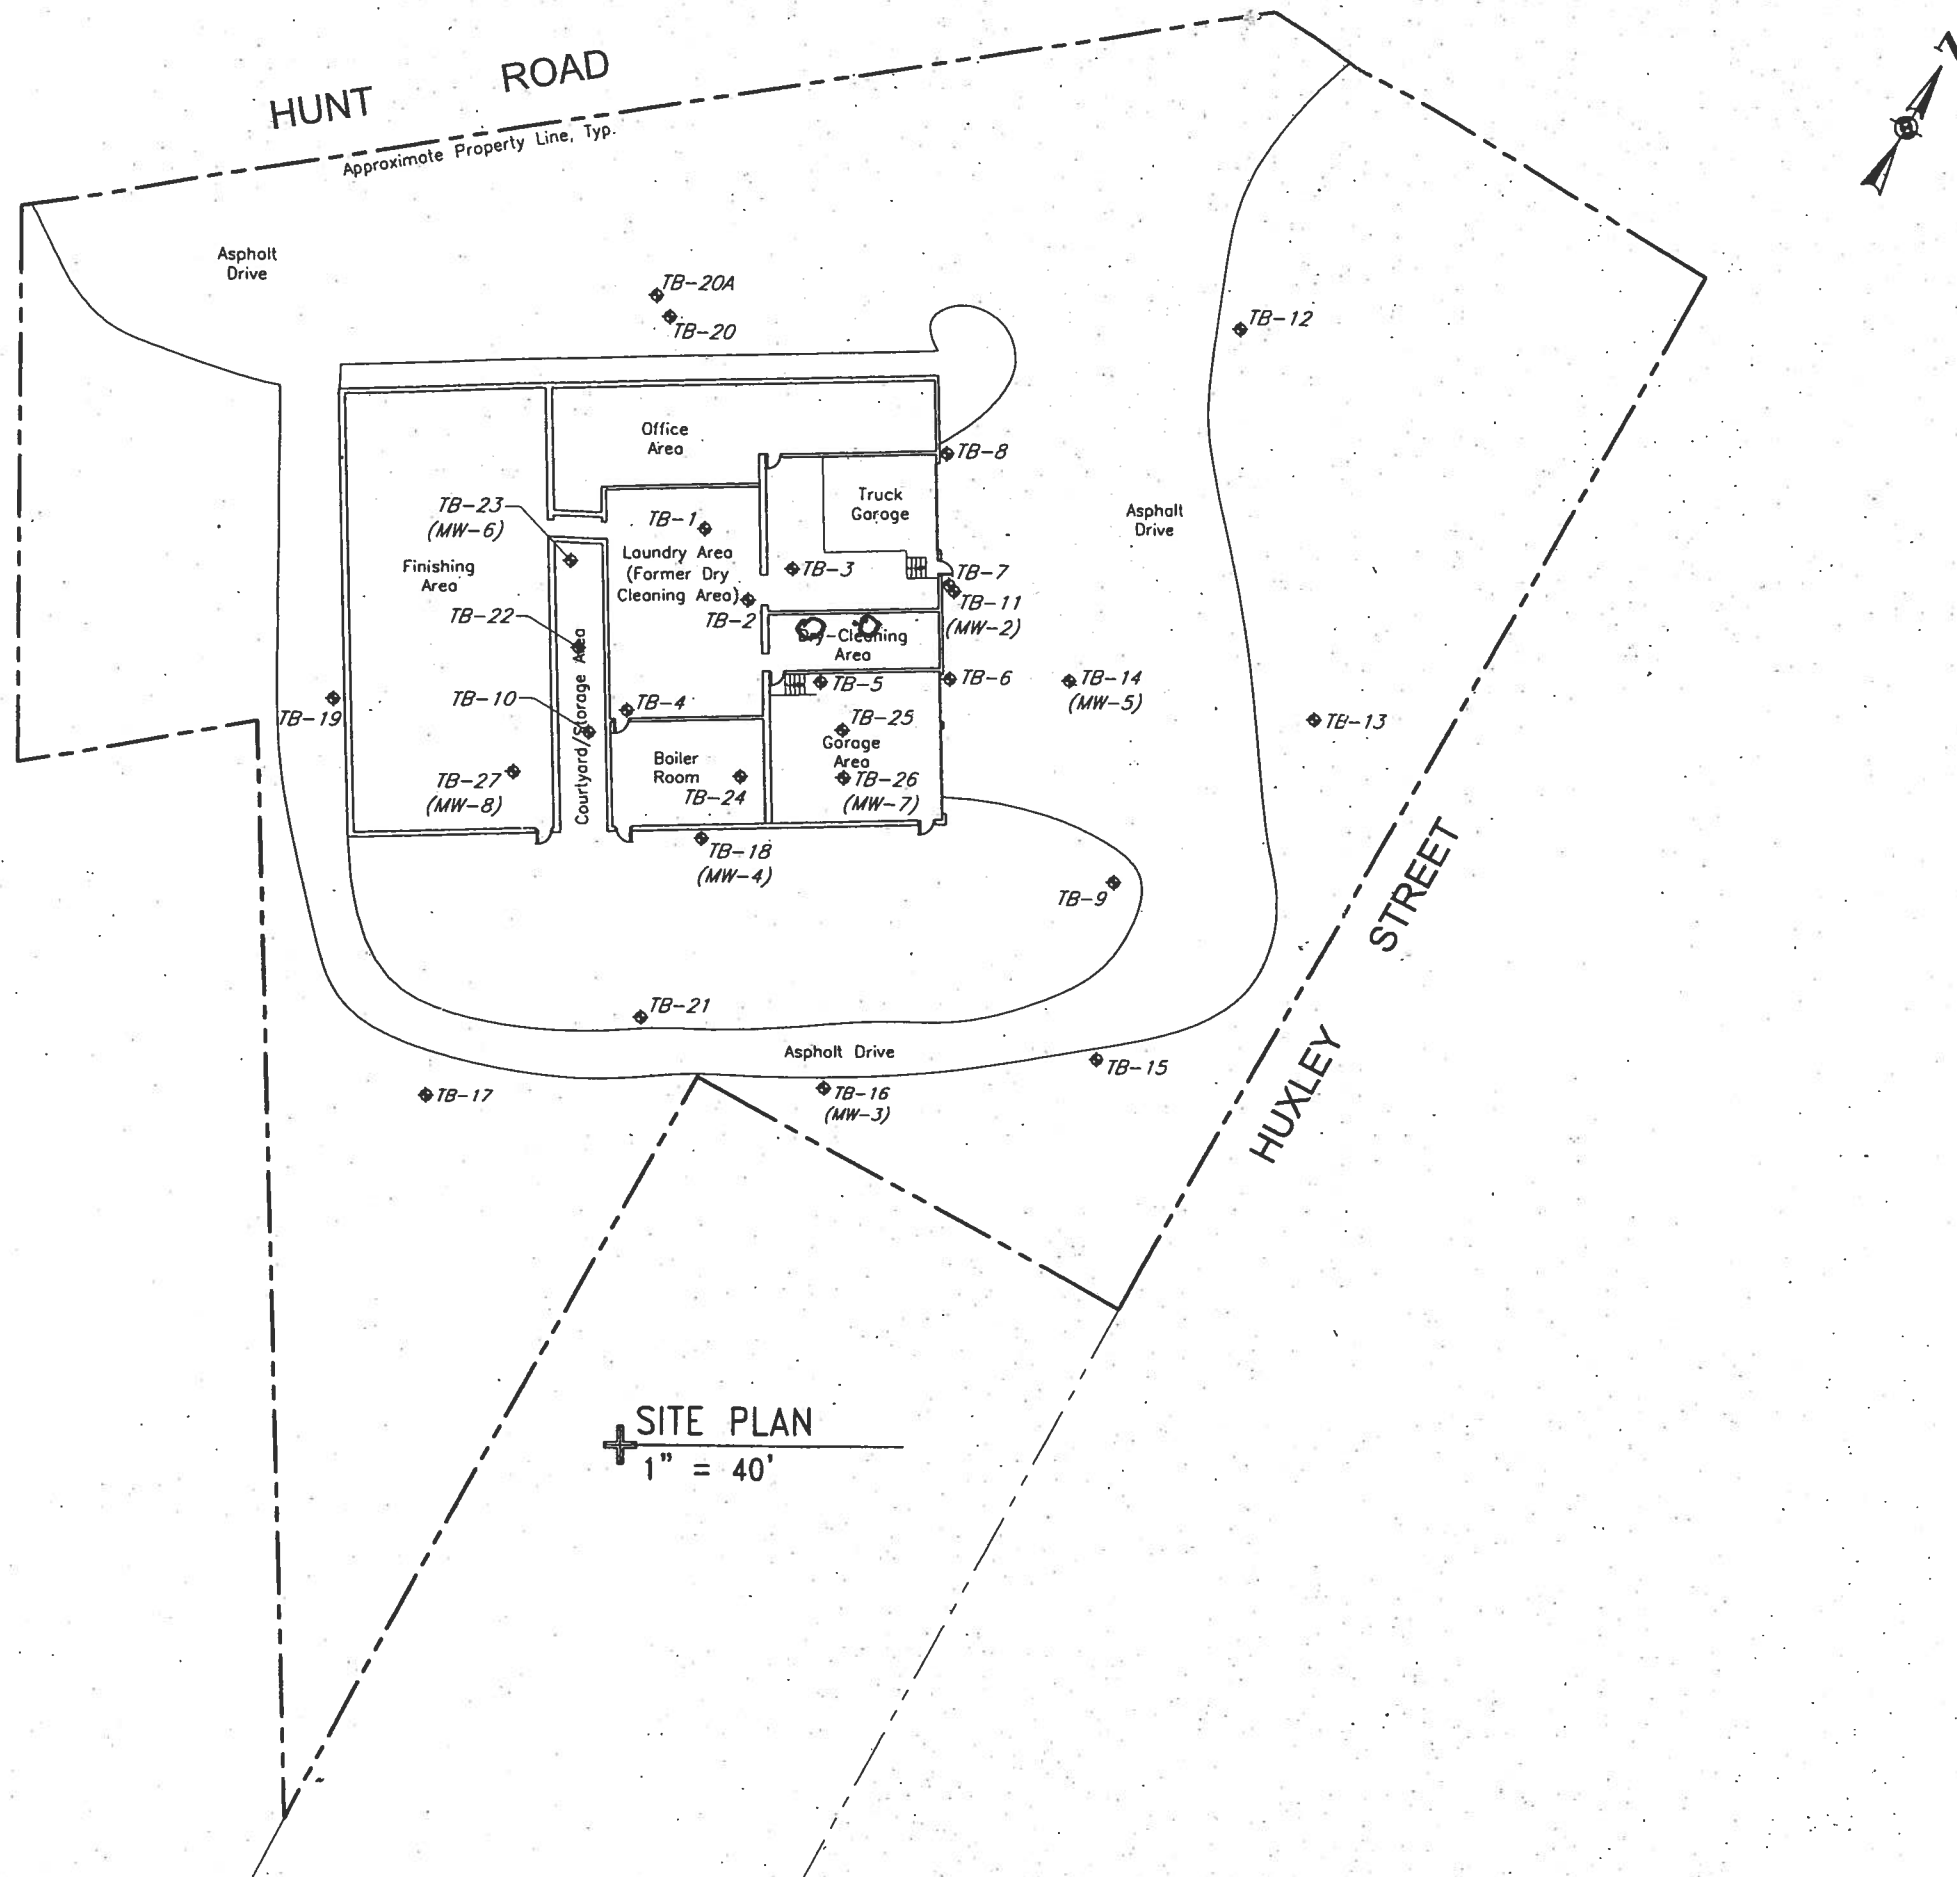 N
HUNT ROAD
Approximate Property Line, Typ.
Asphalt
Drive
TB-20A
TB-20
TB-12
Office
Area
TB-8
Truck
Garage
TB-23
(MW-6)
TB-1
Asphalt
Drive
Laundry Area
(Former Dry
Cleaning Area)
Finishing
Area
TB-3
TB-7
TB-11
(MW-2)
TB-22
TB-2
Dry-Cleaning
Area
TB-5
TB-6
TB-14
(MW-5)
TB-10
TB-4
Courtyard/Storage Area
TB-19
TB-25
TB-13
Garage
Area
Boiler
Room
TB-27
(MW-8)
TB-24
TB-26
(MW-7)
TB-18
(MW-4)
TB-9
HUXLEY STREET
TB-21
Asphalt Drive
TB-15
TB-17
TB-16
(MW-3)
SITE PLAN
1" = 40'